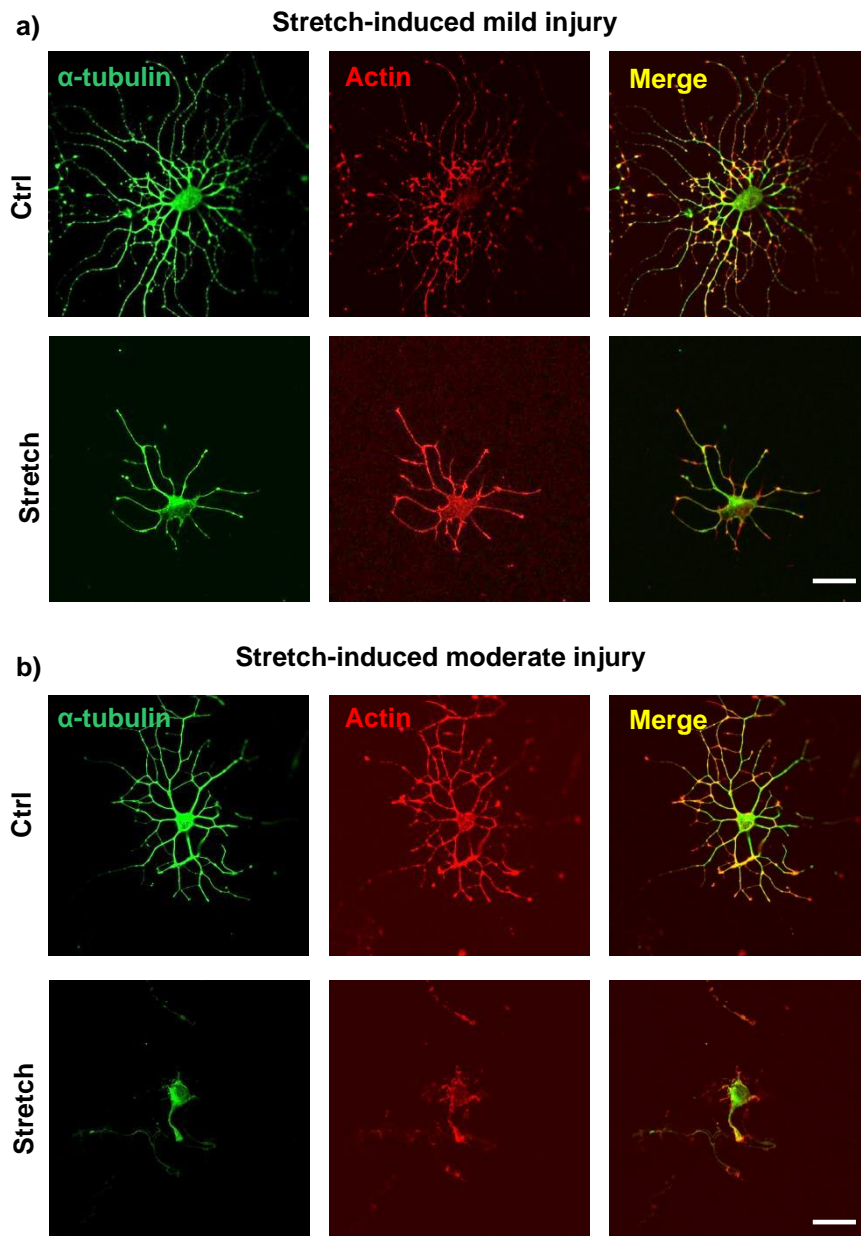 a)
Stretch-induced mild injury
α-tubulin
Actin
Merge
Ctrl
Stretch
b)
Stretch-induced moderate injury
α-tubulin
Actin
Merge
Ctrl
Stretch